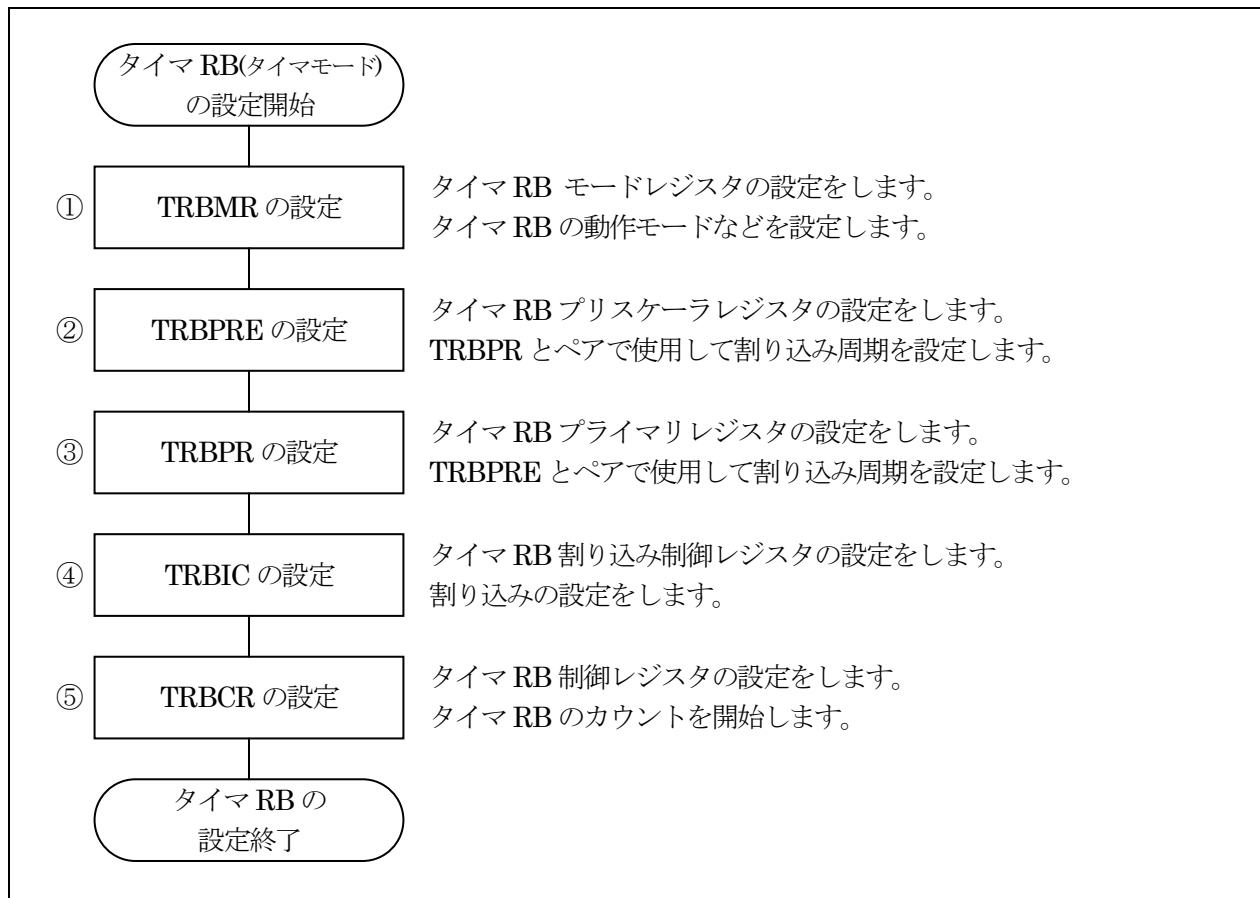 タイマ RB(タイマモード)
の設定開始
① TRBMR の設定
タイマ RB モードレジスタの設定をします。
タイマ RB の動作モードなどを設定します。
② TRBPRE の設定
タイマ RB プリスケーラレジスタの設定をします。
TRBPR とペアで使用して割り込み周期を設定します。
③ TRBPR の設定
タイマ RB プライマリレジスタの設定をします。
TRBPRE とペアで使用して割り込み周期を設定します。
④ TRBIC の設定
タイマ RB 割り込み制御レジスタの設定をします。
割り込みの設定をします。
⑤ TRBCR の設定
タイマ RB 制御レジスタの設定をします。
タイマ RB のカウントを開始します。
タイマ RB の
設定終了